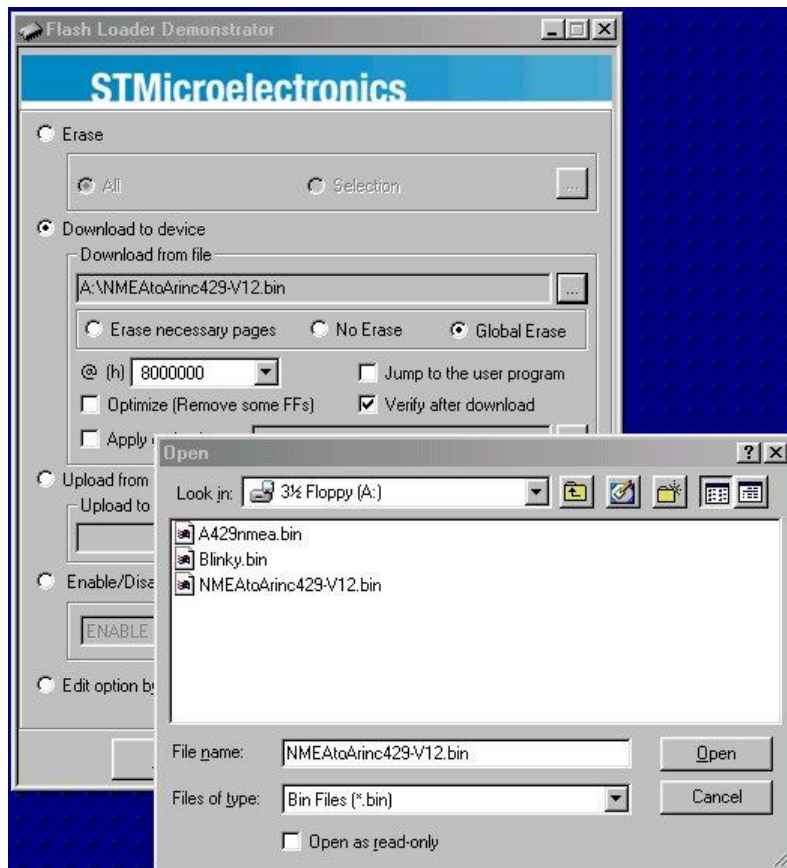 Flash Loader Demonstrator
STMicroelectronics
Erase
All Selection ...
Download to device
Download from file
A:\NMEAtoArinc429-V12.bin ...
Erase necessary pages No Erase Global Erase
@ (h) 8000000 Jump to the user program
Optimize (Remove some FFs) Verify after download
Apply
Open
Upload from
Look in: 3½ Floppy (A:)
Upload to
A429nmea.bin
Blinky.bin
NMEAtoArinc429-V12.bin
Enable/Disa
ENABLE
Edit option by
File name: NMEAtoArinc429-V12.bin Open
Files of type: Bin Files (*.bin) Cancel
Open as read-only